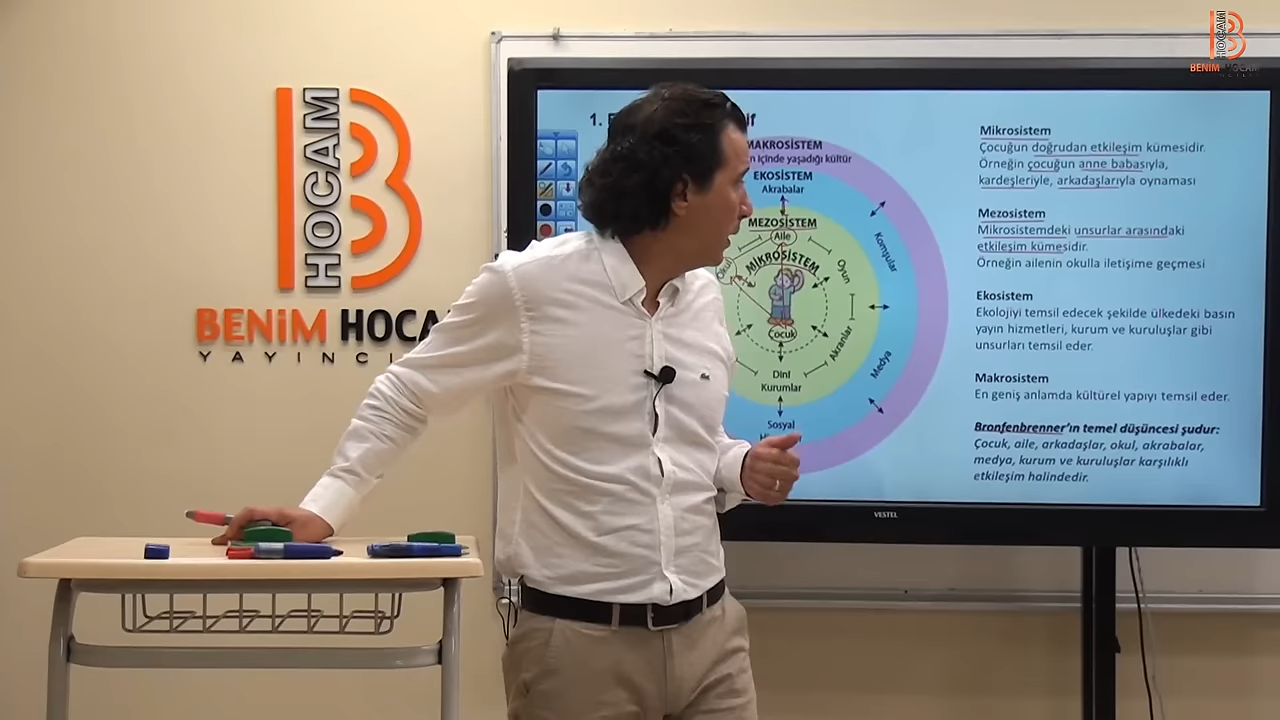 HOCAM
BENİM HOCAM
HOCAM
BENiM HOCA
YAYINCI
1.
MAKROSİSTEM
içinde yaşadığı kültür
EKOSİSTEM
Akrabalar
MEZOSİSTEM
Aile
Okul
MİKROSİSTEM
Oyun
Komşular
Çocuk
Akranlar
Medya
Dinî
Kurumlar
Sosyal
Mikrosistem
Çocuğun doğrudan etkileşim kümesidir.
Örneğin çocuğun anne babasıyla,
kardeşleriyle, arkadaşlarıyla oynaması
Mezosistem
Mikrosistemdeki unsurlar arasındaki
etkileşim kümesidir.
Örneğin ailenin okulla iletişime geçmesi
Ekosistem
Ekolojiyi temsil edecek şekilde ülkedeki basın
yayın hizmetleri, kurum ve kuruluşlar gibi
unsurları temsil eder.
Makrosistem
En geniş anlamda kültürel yapıyı temsil eder.
Bronfenbrenner'ın temel düşüncesi şudur:
Çocuk, aile, arkadaşlar, okul, akrabalar,
medya, kurum ve kuruluşlar karşılıklı
etkileşim halindedir.
VESTEL